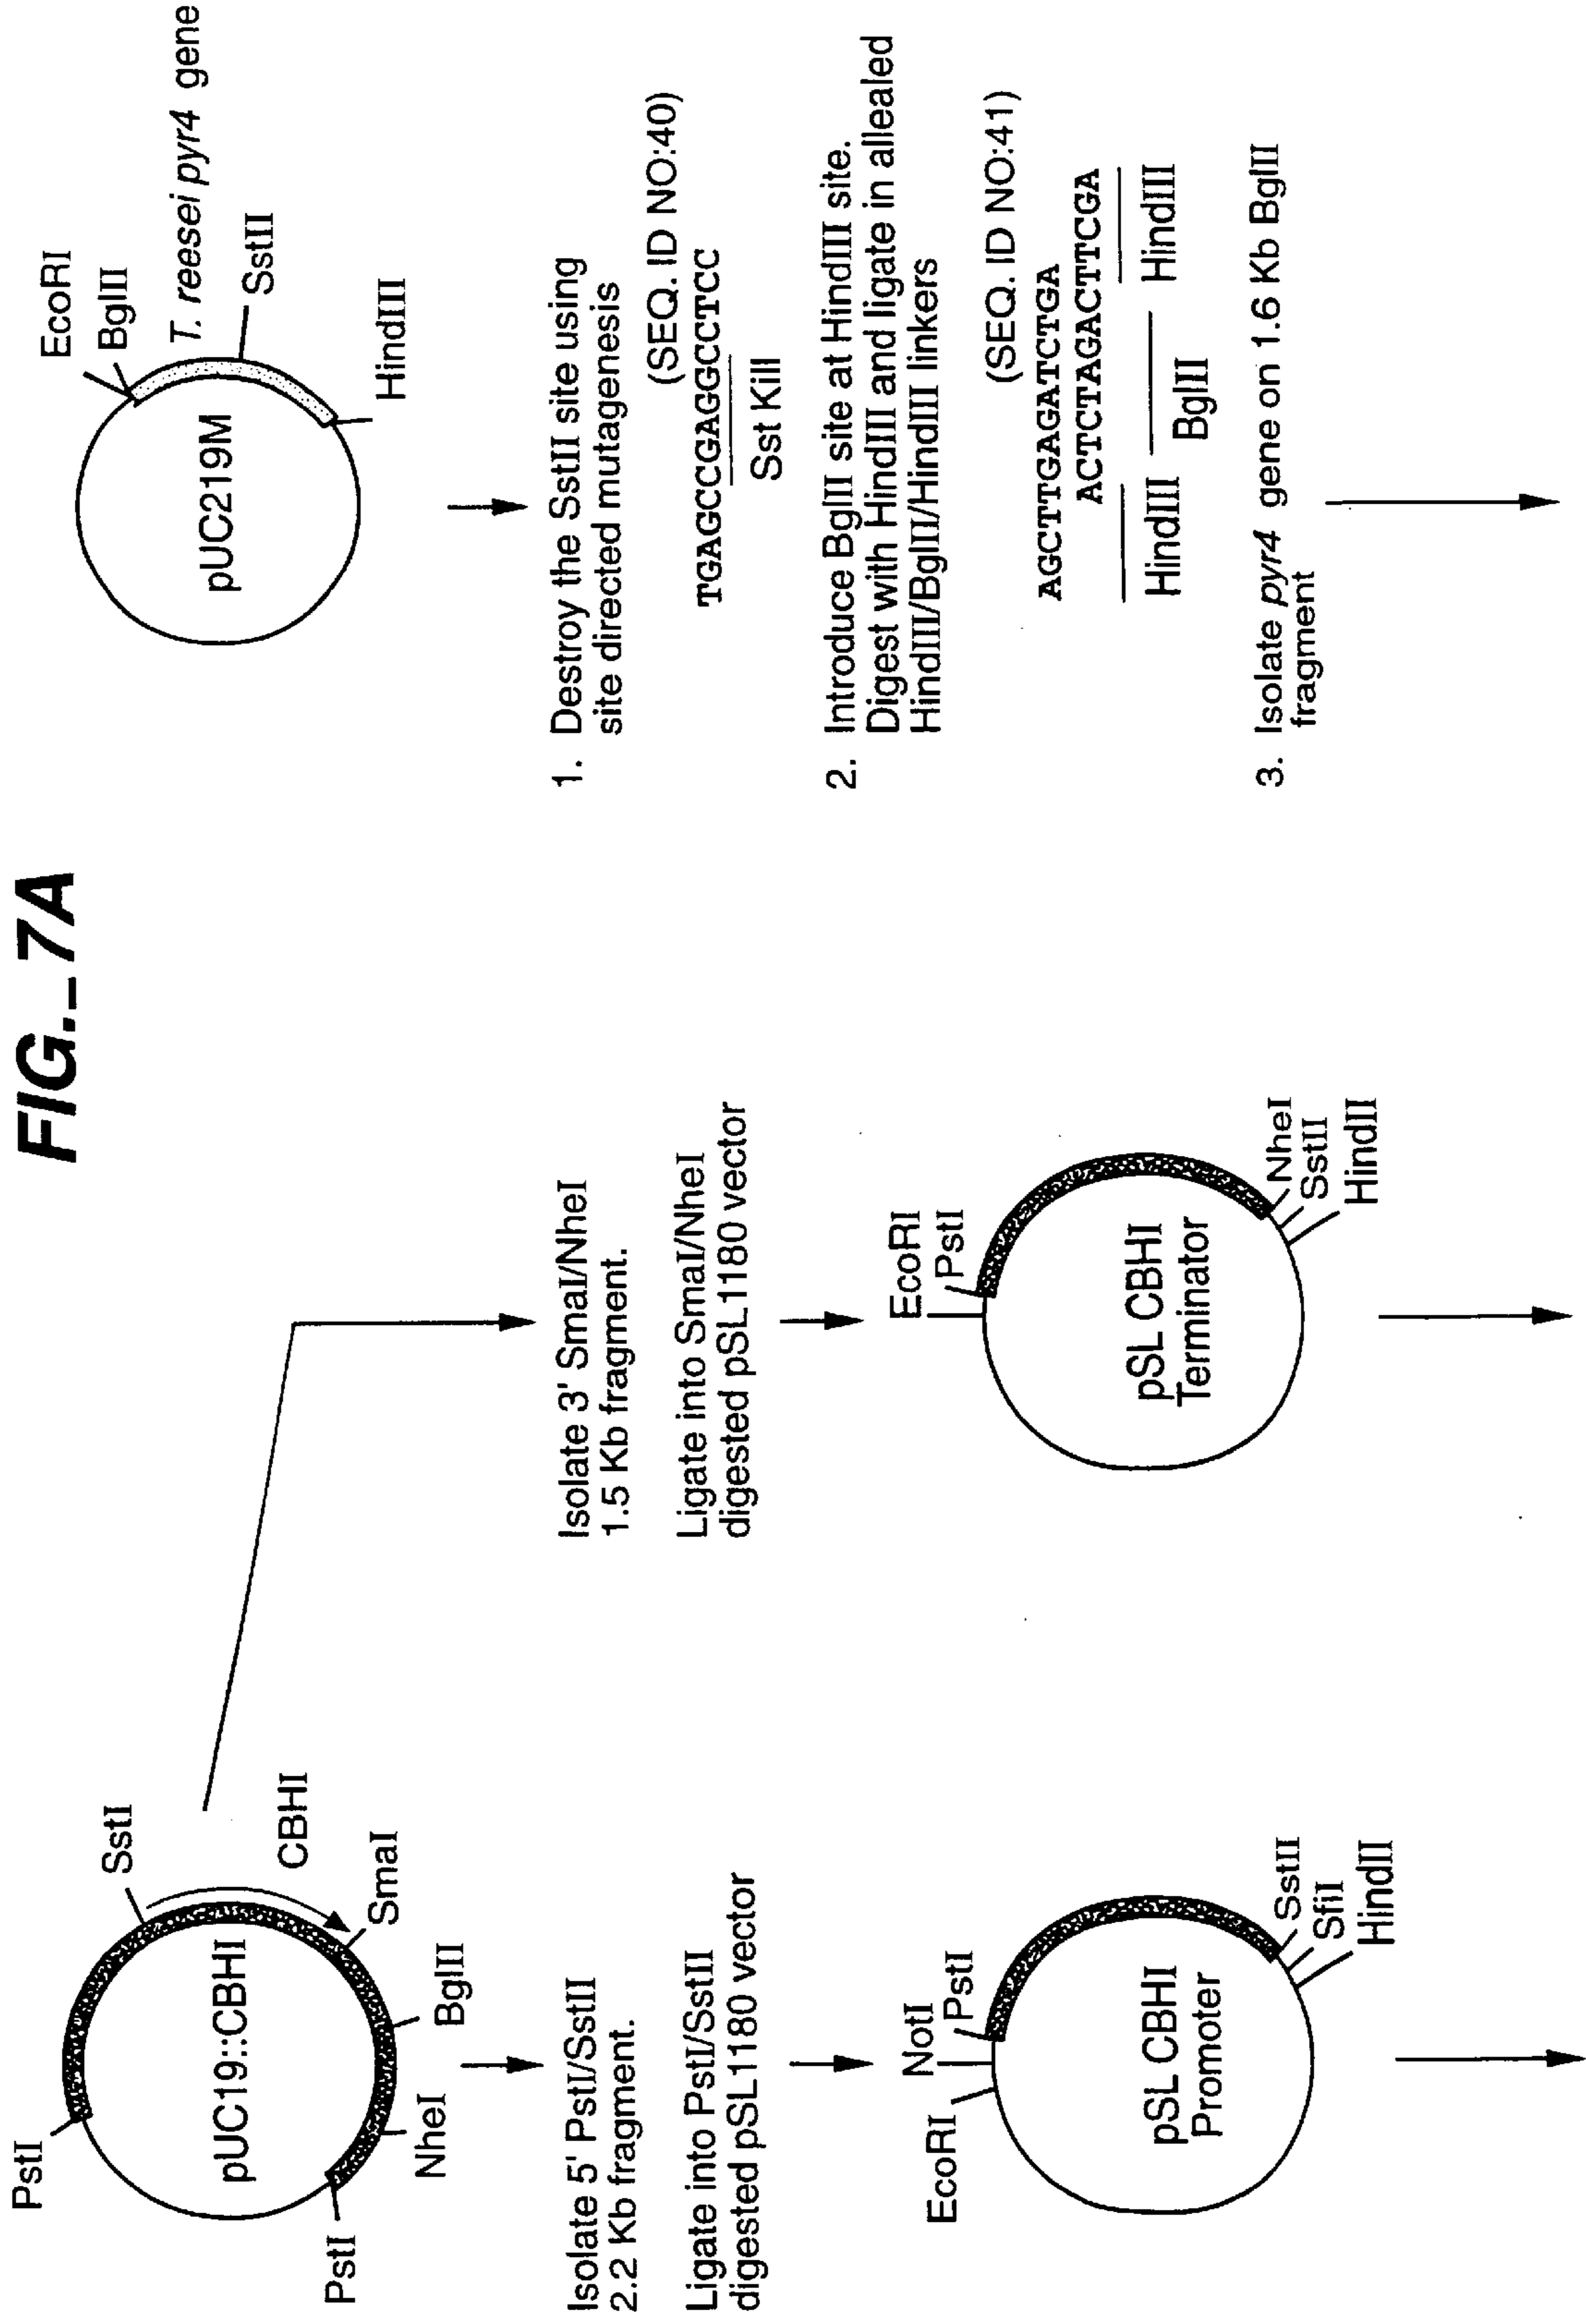 FIG._7A
PstI
SstI
CBHI
pUC19::CBHI
SmaI
BglII
NheI
PstI
Isolate 5' PstI/SstII
2.2 Kb fragment.
Ligate into PstI/SstII
digested pSL1180 vector
EcoRI
NotI
PstI
pSL CBHI
Promoter
SstII
SfiI
HindII
Isolate 3' SmaI/NheI
1.5 Kb fragment.
Ligate into SmaI/NheI
digested pSL1180 vector
EcoRI
PstI
pSL CBHI
Terminator
NheI
SstII
HindII
EcoRI
BglII
T. reesei pyr4 gene
pUC219M
SstII
HindIII
1. Destroy the SstII site using
site directed mutagenesis
(SEQ. ID NO:40)
TGAGCCGAGGCCTCC
Sst Kill
2. Introduce BglII site at HindIII site.
Digest with HindIII and ligate in allealed
HindIII/BglII/HindIII linkers
(SEQ. ID NO:41)
AGCTTGAGATCTGA
ACTCTAGACTTCGA
HindIII BglII HindIII
3. Isolate pyr4 gene on 1.6 Kb BglII
fragment